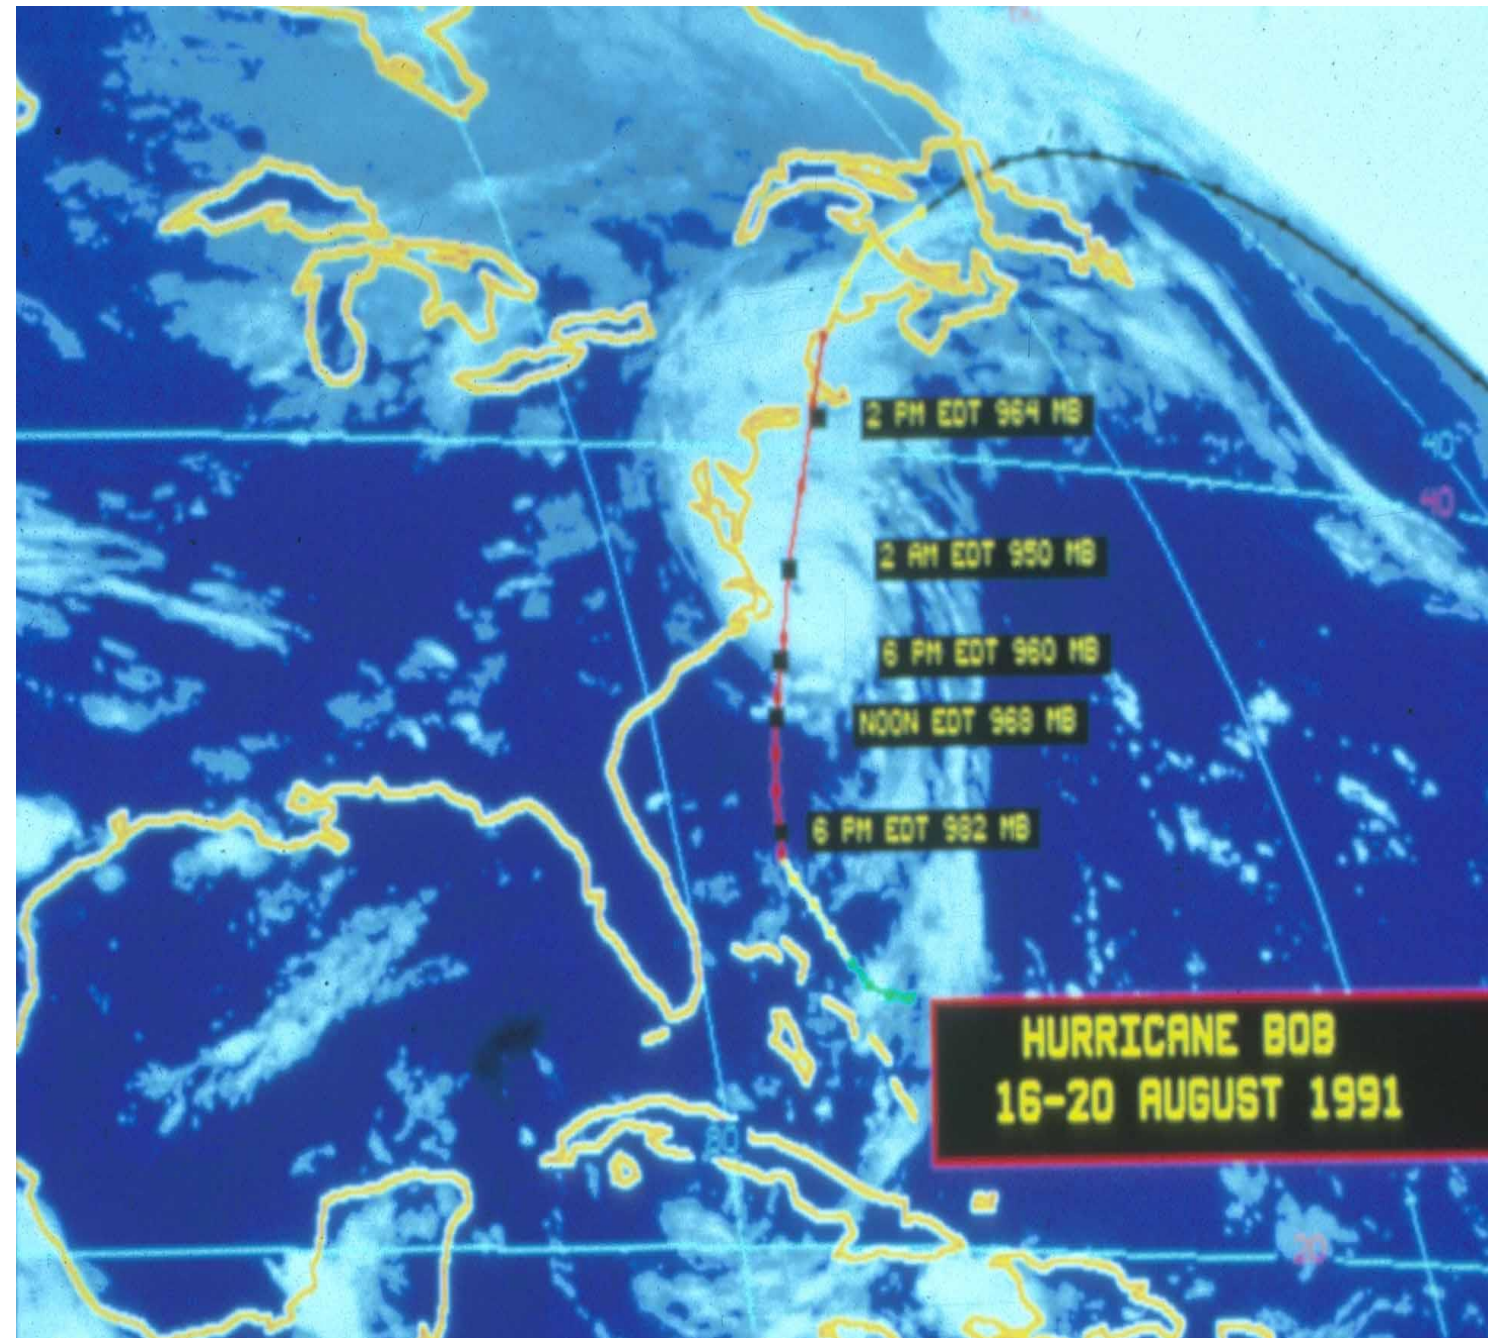 2 PM EDT 964 MB
40
40
2 AM EDT 950 MB
6 PM EDT 960 MB
NOON EDT 968 MB
6 PM EDT 982 MB
HURRICANE BOB
16-20 AUGUST 1991
80
20